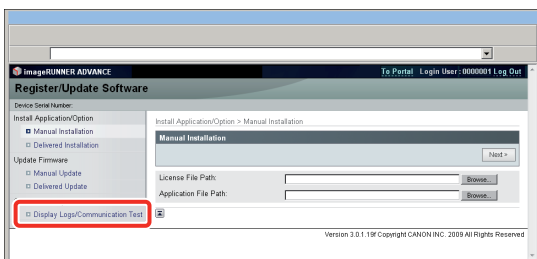 imageRUNNER ADVANCE
To Portal Login User : 0000001 Log Out
Register/Update Software
Device Serial Number:
Install Application/Option
Manual Installation
Delivered Installation
Update Firmware
Manual Update
Delivered Update
Display Logs/Communication Test
Install Application/Option > Manual Installation
Manual Installation
Next >
License File Path:
Browse...
Application File Path:
Browse...
Version 3.0.1.19f Copyright CANON INC. 2009 All Rights Reserved